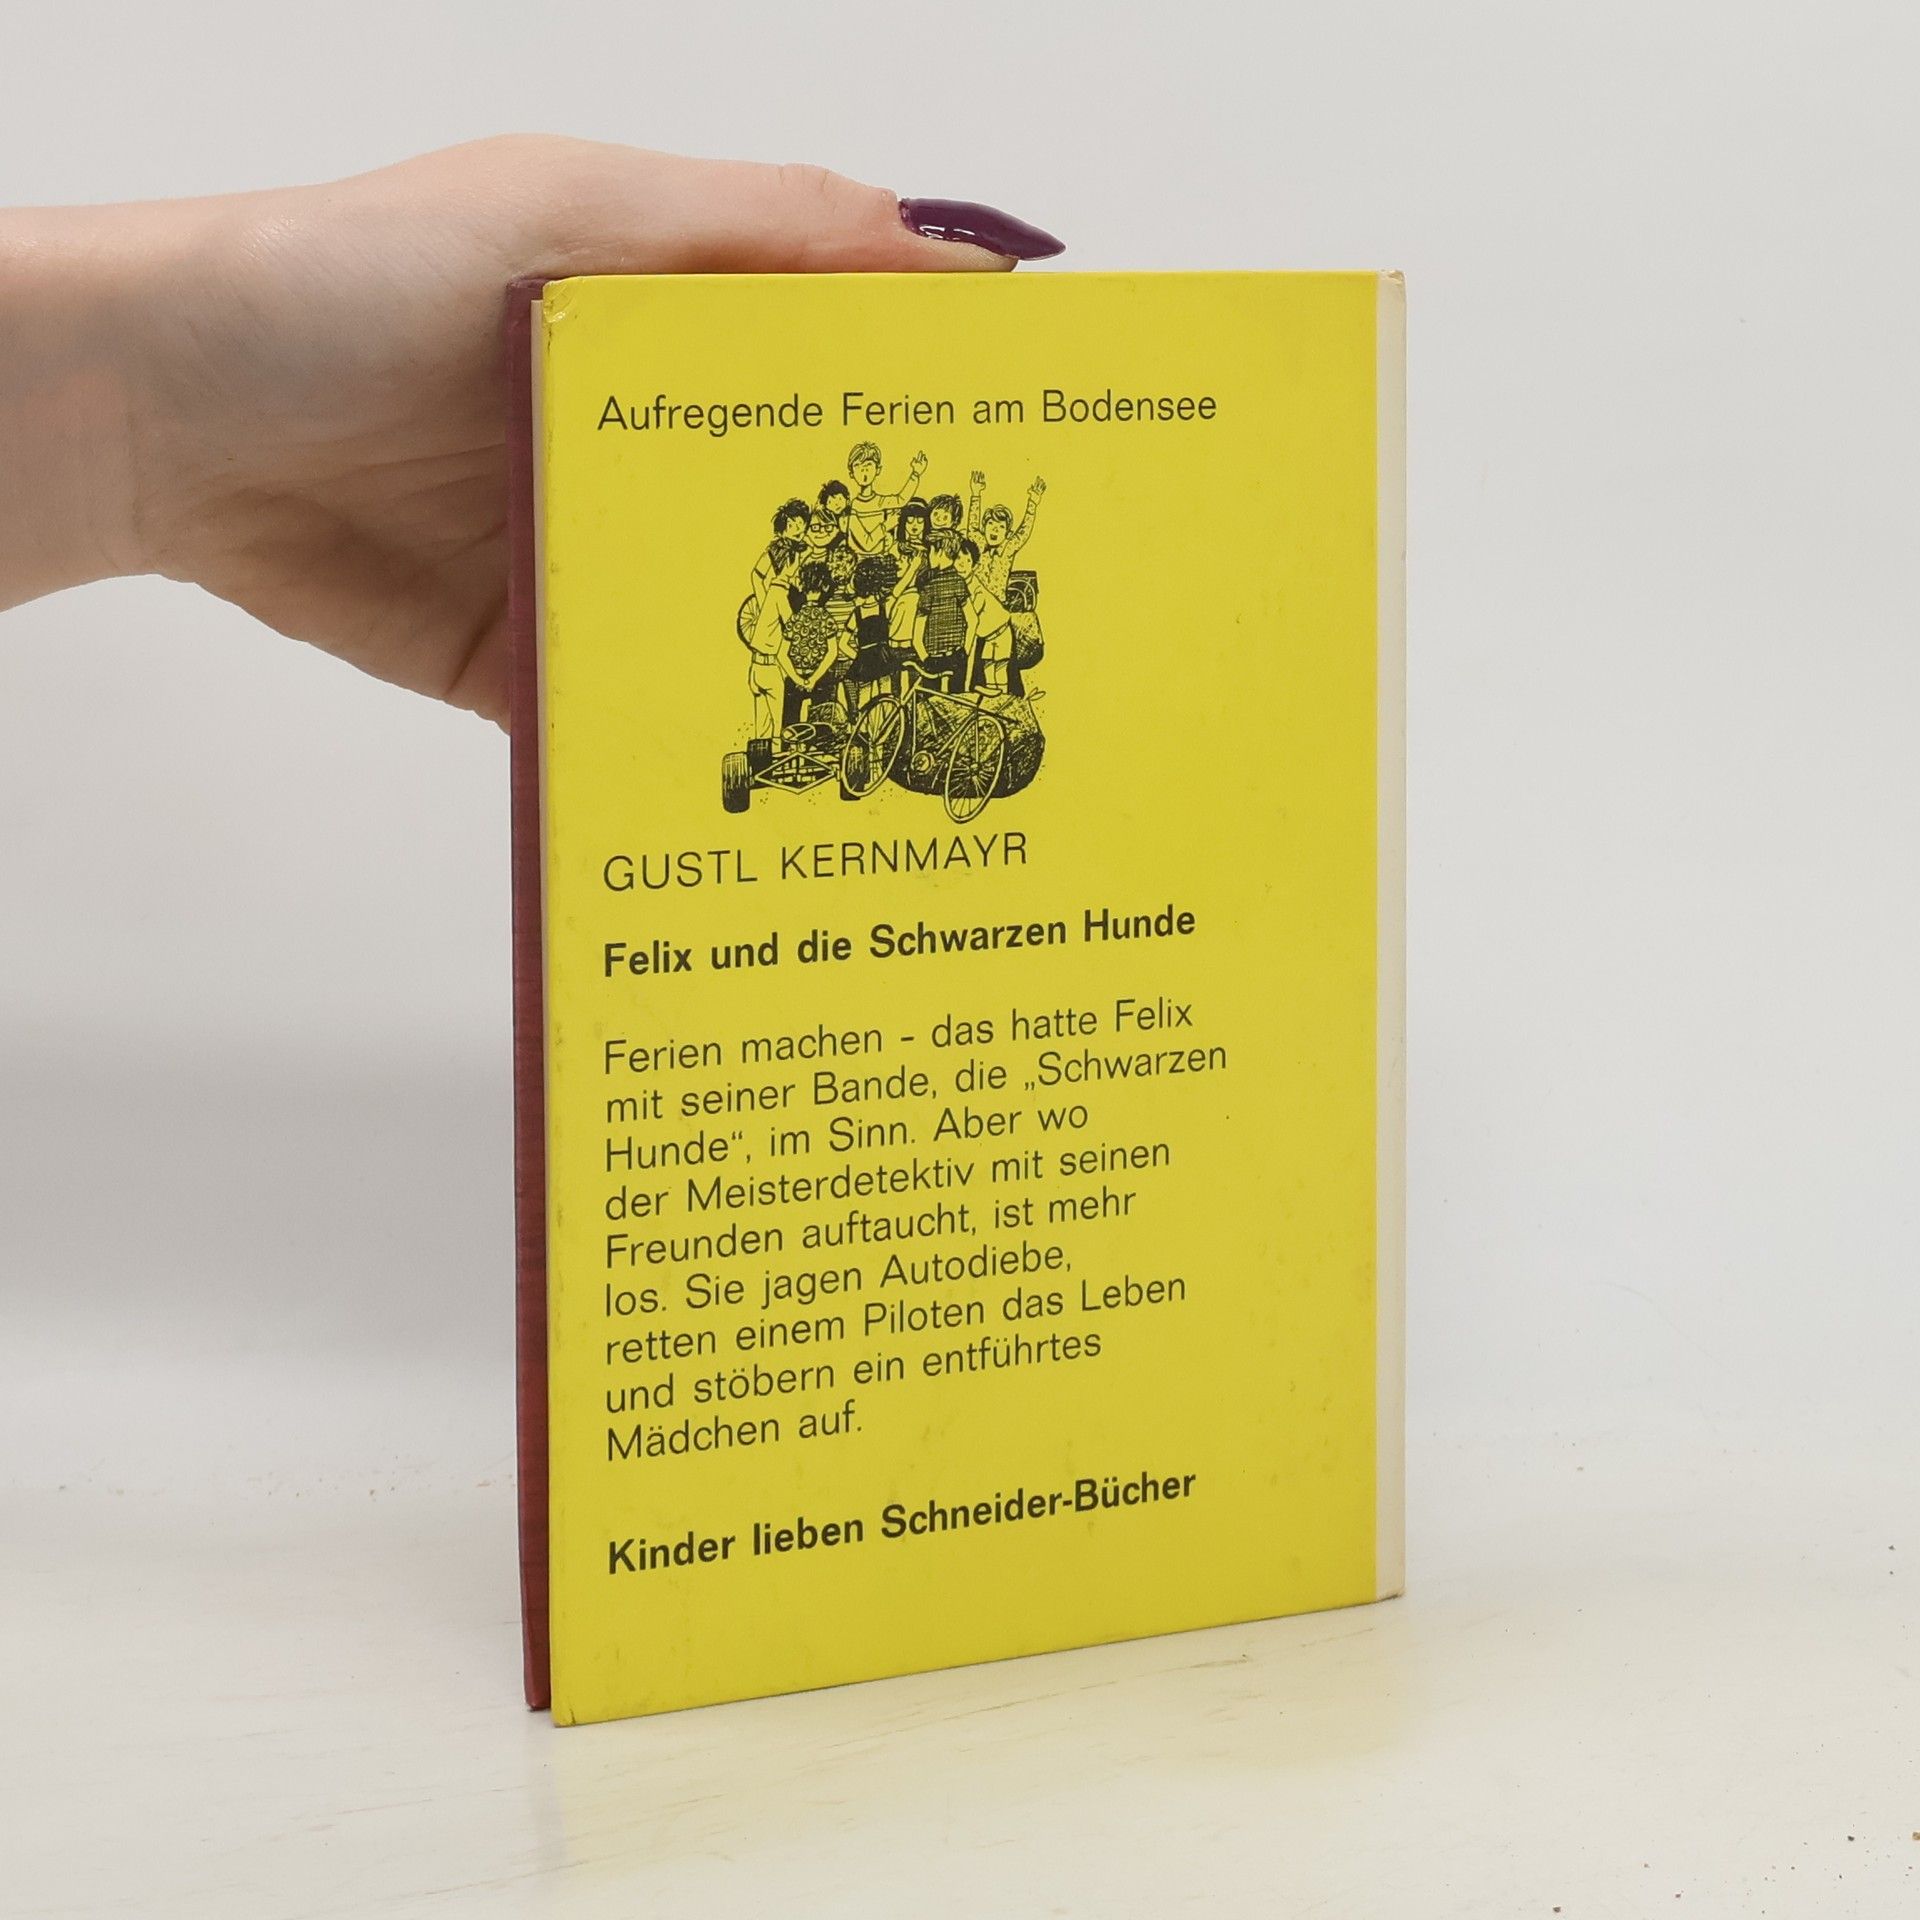 Aufregende Ferien am Bodensee
GUSTL KERNMAYR
Felix und die Schwarzen Hunde
Ferien machen - das hatte Felix
mit seiner Bande, die „Schwarzen
Hunde“, im Sinn. Aber wo
der Meisterdetektiv mit seinen
Freunden auftaucht, ist mehr
los. Sie jagen Autodiebe,
retten einem Piloten das Leben
und stöbern ein entführtes
Mädchen auf.
Kinder lieben Schneider-Bücher